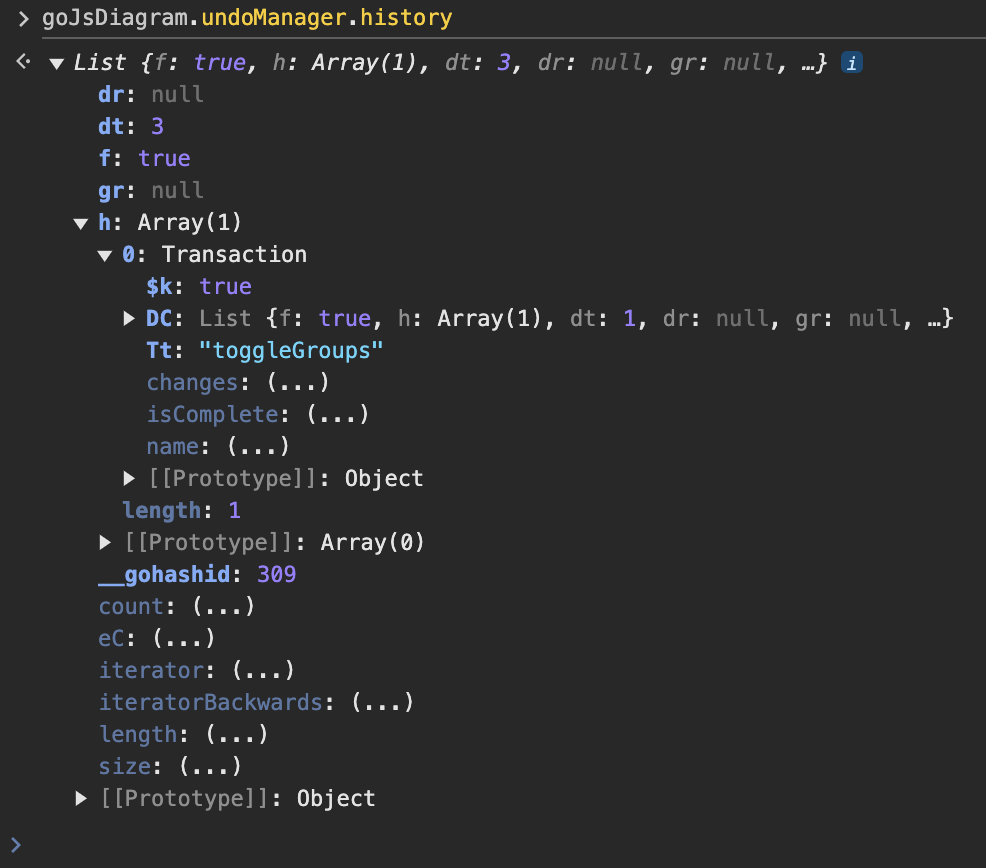 > goJsDiagram.undoManager.history
<· ▼ List {f: true, h: Array(1), dt: 3, dr: null, gr: null, …} i
dr: null
dt: 3
f: true
gr: null
▼ h: Array(1)
▼ 0: Transaction
$k: true
▶ DC: List {f: true, h: Array(1), dt: 1, dr: null, gr: null, …}
Tt: "toggleGroups"
changes: (...)
isComplete: (...)
name: (...)
▶ [[Prototype]]: Object
length: 1
▶ [[Prototype]]: Array(0)
__gohashid: 309
count: (...)
eC: (...)
iterator: (...)
iteratorBackwards: (...)
length: (...)
size: (...)
▶ [[Prototype]]: Object
>